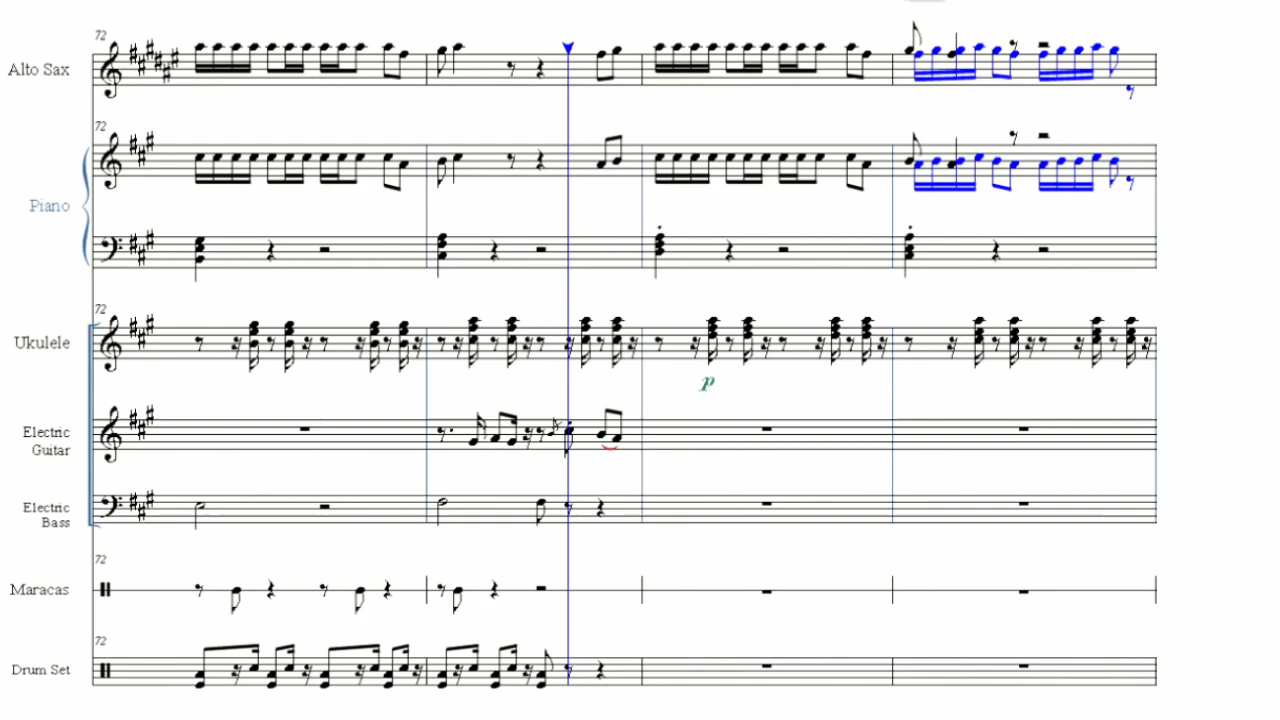 72
Alto Sax
72
Piano
72
Ukulele
p
Electric
Guitar
Electric
Bass
72
Maracas
72
Drum Set